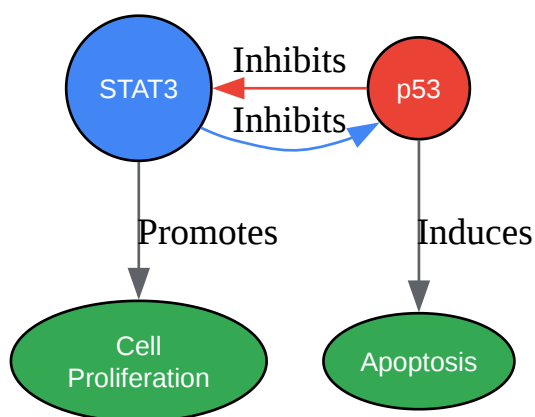 Inhibits
STAT3
p53
Inhibits
Promotes
Induces
Cell
Proliferation
Apoptosis